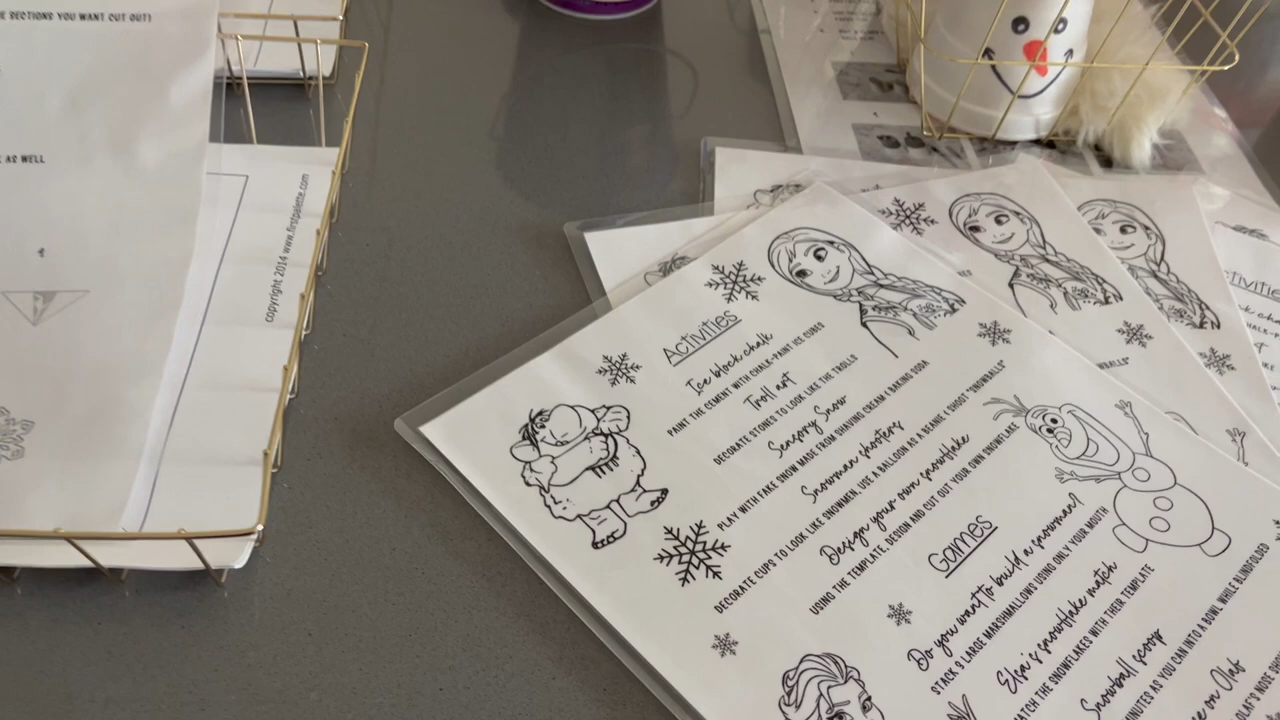 E SECTIONS YOU WANT CUT OUT)
AS WELL
copyright 2014 www.firstpalette.com
Activities
Ice block chalk
PAINT THE CEMENT WITH CHALK-PAINT ICE CUBES
Troll art
DECORATE STONES TO LOOK LIKE THE TROLLS
Sensory Snow
PLAY WITH FAKE SNOW MADE FROM SHAVING CREAM & BAKING SODA
Snowman shooters
DECORATE CUPS TO LOOK LIKE SNOWMEN, USE A BALLOON AS A BEANIE & SHOOT "SNOWBALLS"
Design your own snowflake
USING THE TEMPLATE, DESIGN AND CUT OUT YOUR OWN SNOWFLAKE
Games
Do you want to build a snowman?
STACK 3 LARGE MARSHMALLOWS USING ONLY YOUR MOUTH
Elsa's snowflake match
MATCH THE SNOWFLAKES WITH THEIR TEMPLATE
Snowball scoop
INUTES AS YOU CAN INTO A BOWL WHILE BLINDFOLDED
e on Olaf
OLAF'S NOSE